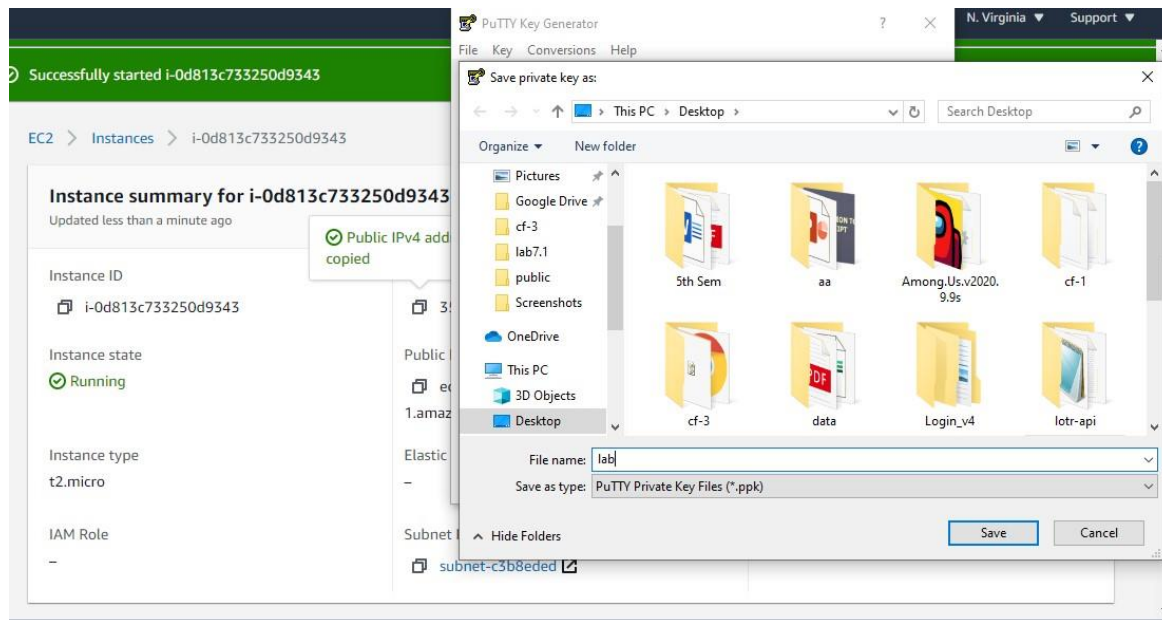 N. Virginia ▼ Support ▼
Successfully started i-0d813c733250d9343
EC2 > Instances > i-0d813c733250d9343
Instance summary for i-0d813c733250d9343
Updated less than a minute ago
Public IPv4 add
copied
Instance ID
i-0d813c733250d9343
35
Instance state
Running
Public
ec
1.amaz
Instance type
t2.micro
Elastic
–
IAM Role
–
Subnet
subnet-c3b8eded
PuTTY Key Generator ? ×
File Key Conversions Help
Save private key as: ×
This PC > Desktop >
Search Desktop
Organize ▼ New folder
Pictures
Google Drive
cf-3
lab7.1
public
Screenshots
OneDrive
This PC
3D Objects
Desktop
5th Sem
aa
Among.Us.v2020.
9.9s
cf-1
cf-3
PDF
data
Login_v4
lotr-api
File name: lab
Save as type: PuTTY Private Key Files (*.ppk)
Hide Folders
Save Cancel